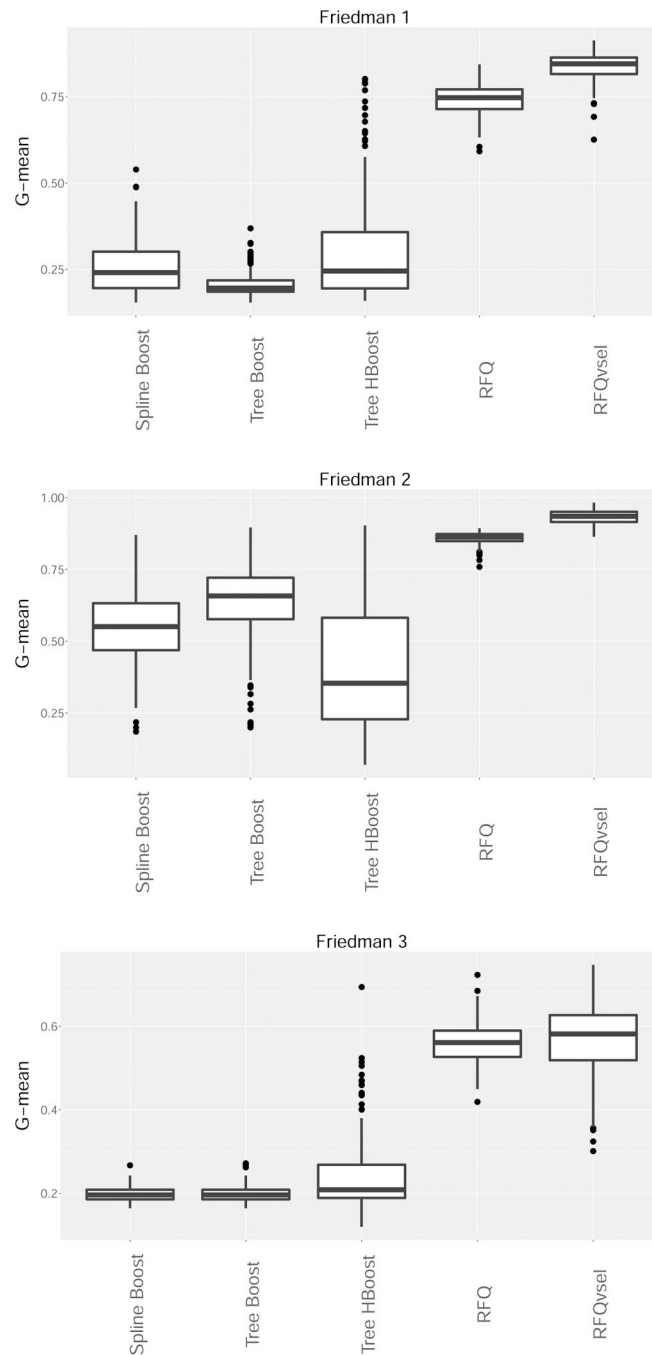 Friedman 1
G-mean
0.75
0.50
0.25
Spline Boost
Tree Boost
Tree HBoost
RFQ
RFQvsel
Friedman 2
G-mean
1.00
0.75
0.50
0.25
Spline Boost
Tree Boost
Tree HBoost
RFQ
RFQvsel
Friedman 3
G-mean
0.6
0.4
0.2
Spline Boost
Tree Boost
Tree HBoost
RFQ
RFQvsel